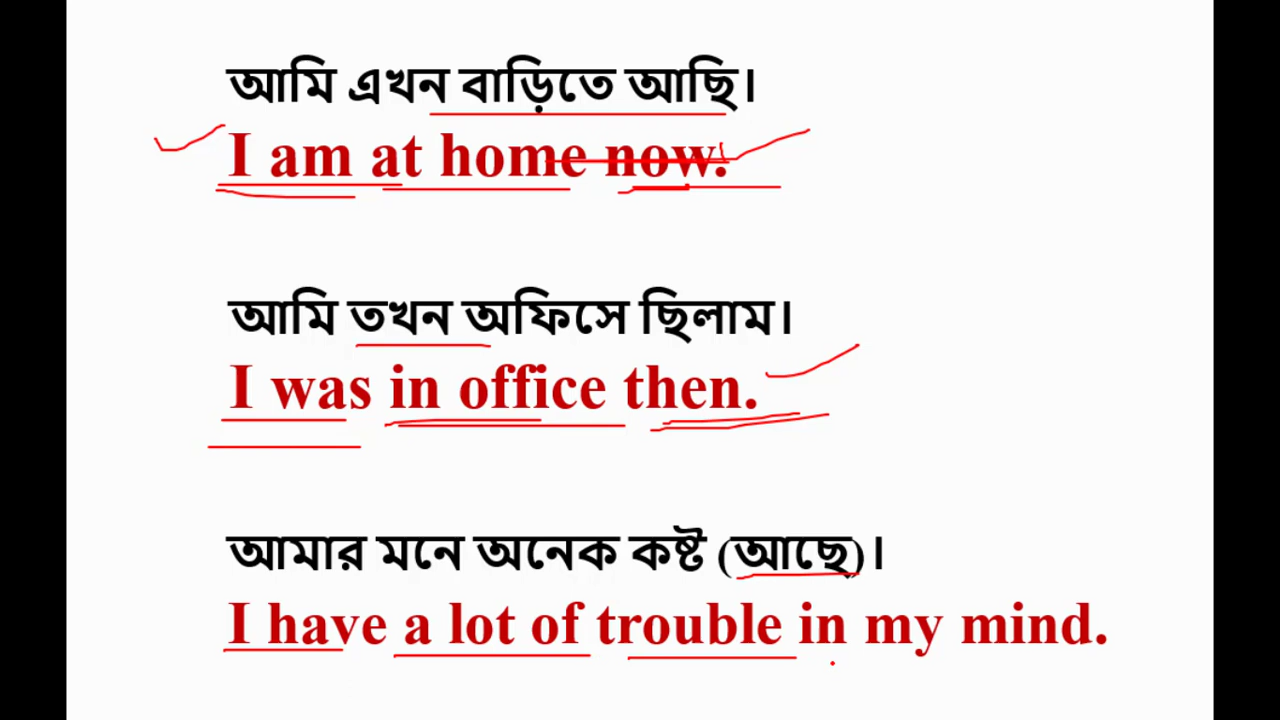 আমি এখন বাড়িতে আছি।
I am at home now.
আমি তখন অফিসে ছিলাম।
I was in office then.
আমার মনে অনেক কষ্ট (আছে)।
I have a lot of trouble in my mind.